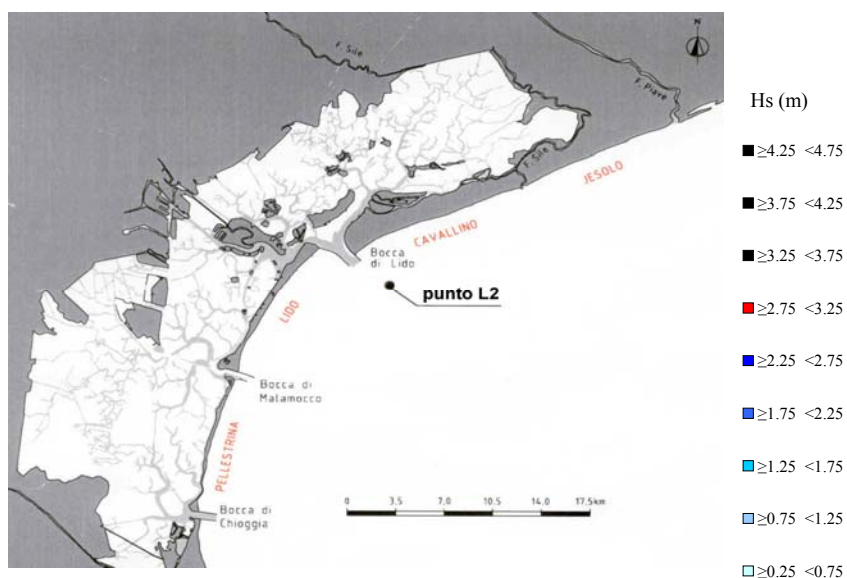 N
F. Sile
F. Piave
F. Sile
JESOLO
CAVALLINO
Bocca
di Lido
punto L2
LIDO
Bocca di
Malamocco
PELLESTRINA
Bocca di
Chioggia
0 3.5 7.0 10.5 14.0 17.5km
Hs (m)
≥4.25 <4.75
≥3.75 <4.25
≥3.25 <3.75
≥2.75 <3.25
≥2.25 <2.75
≥1.75 <2.25
≥1.25 <1.75
≥0.75 <1.25
≥0.25 <0.75